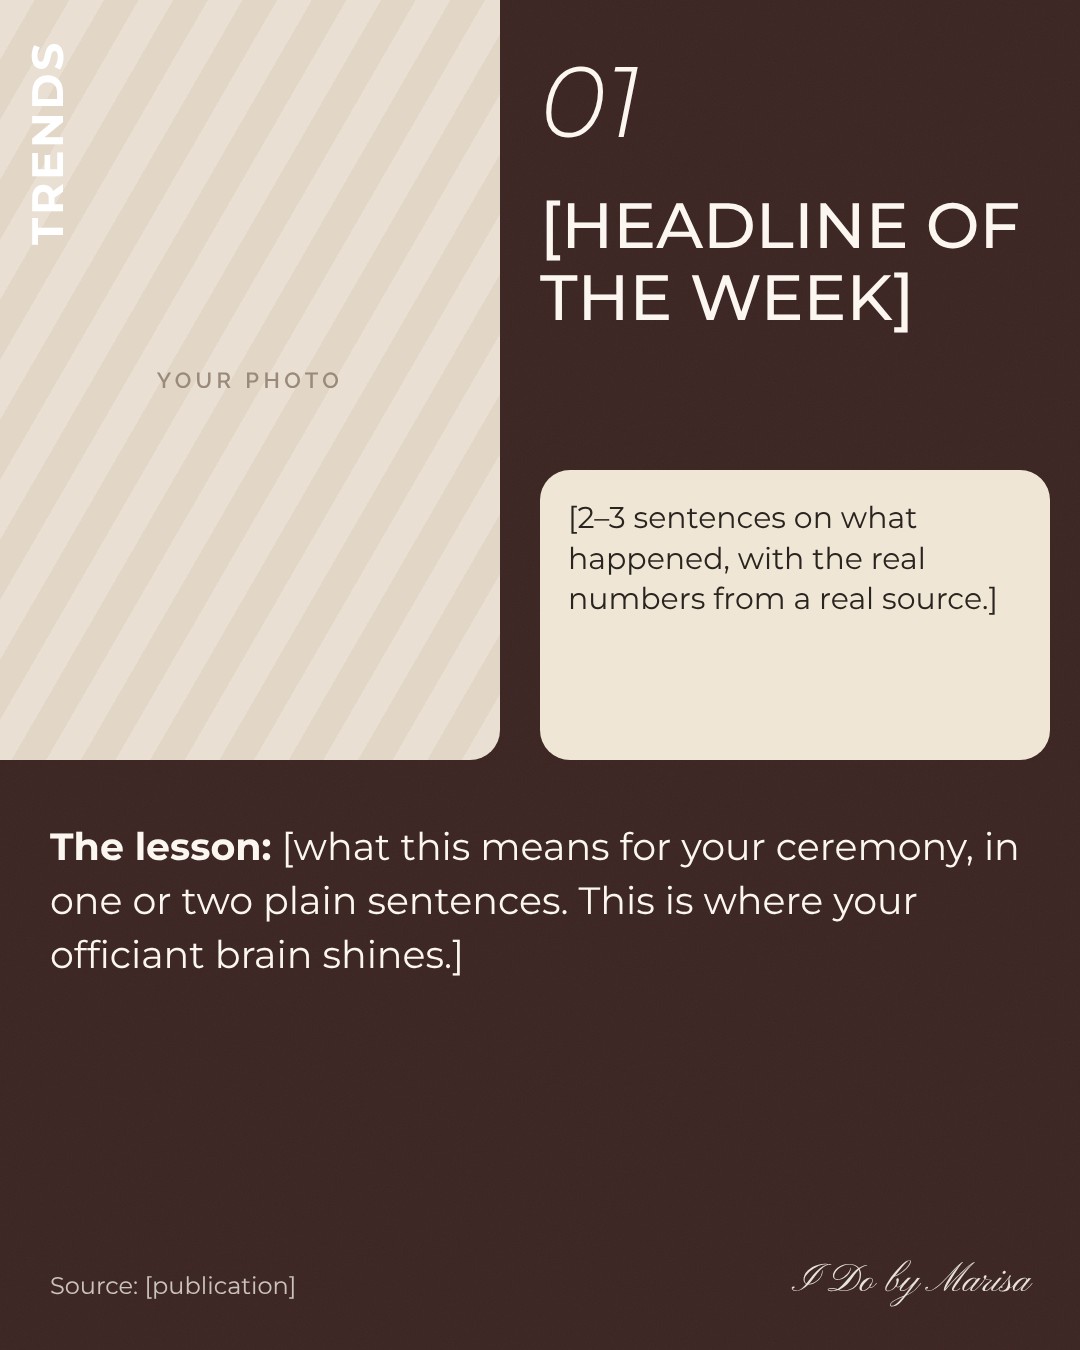 TRENDS
YOUR PHOTO
01
[HEADLINE OF
THE WEEK]
[2–3 sentences on what
happened, with the real
numbers from a real source.]
The lesson: [what this means for your ceremony, in
one or two plain sentences. This is where your
officiant brain shines.]
Source: [publication]
I Do by Marisa